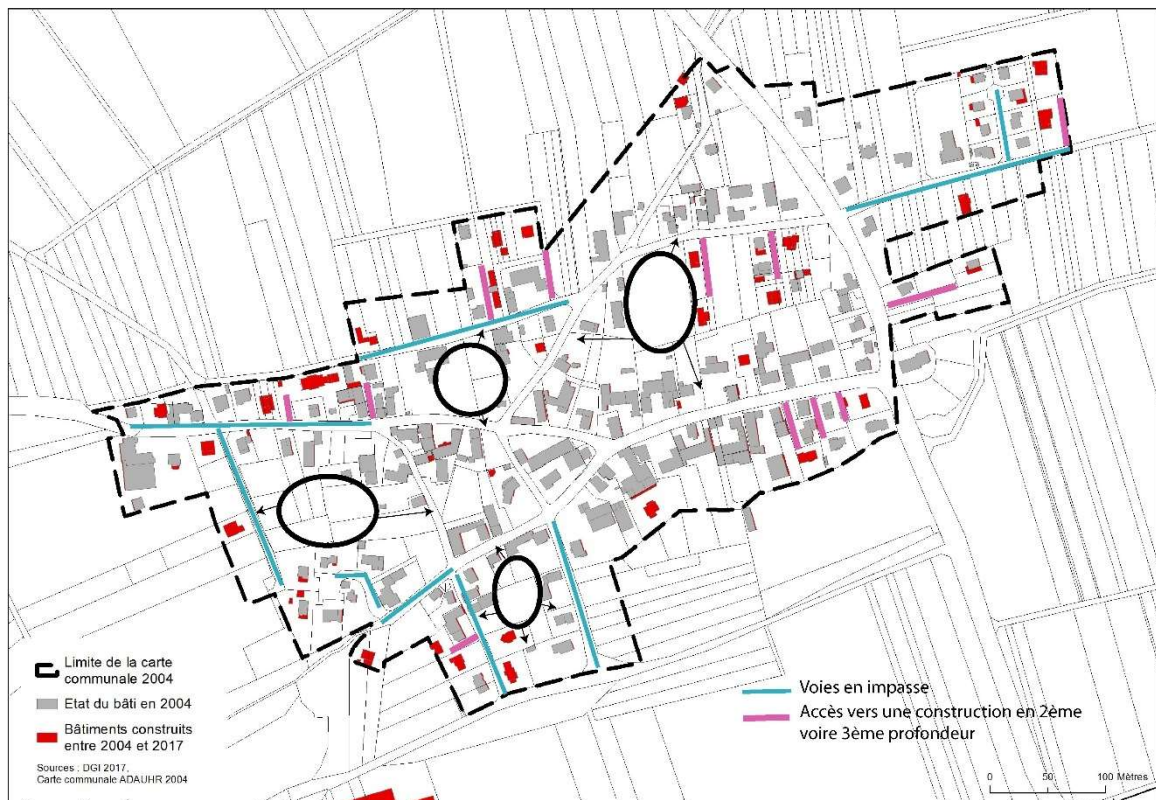 Limite de la carte
communale 2004
Etat du bâti en 2004
Bâtiments construits
entre 2004 et 2017
Sources : DGI 2017,
Carte communale ADAUHR 2004
Voies en impasse
Accès vers une construction en 2ème
voire 3ème profondeur
0 50 100 Mètres